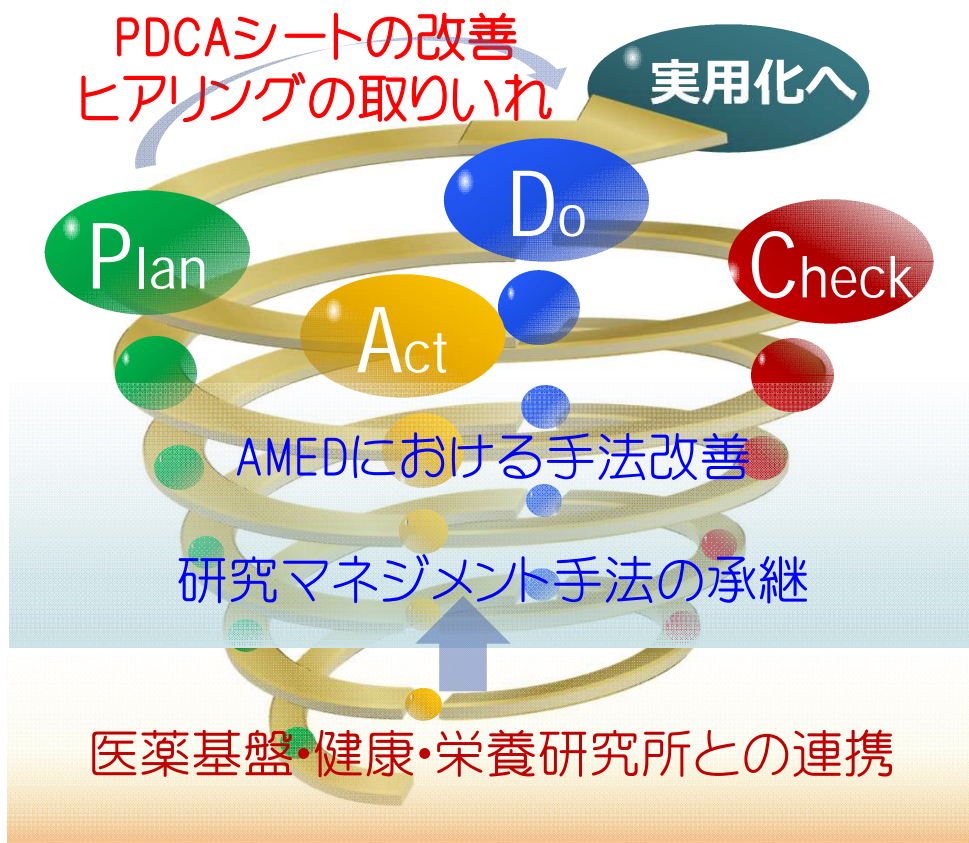 PDCAシートの改善
ヒアリングの取りいれ
実用化へ
Plan
Do
Check
Act
AMEDにおける手法改善
研究マネジメント手法の承継
医薬基盤・健康・栄養研究所との連携